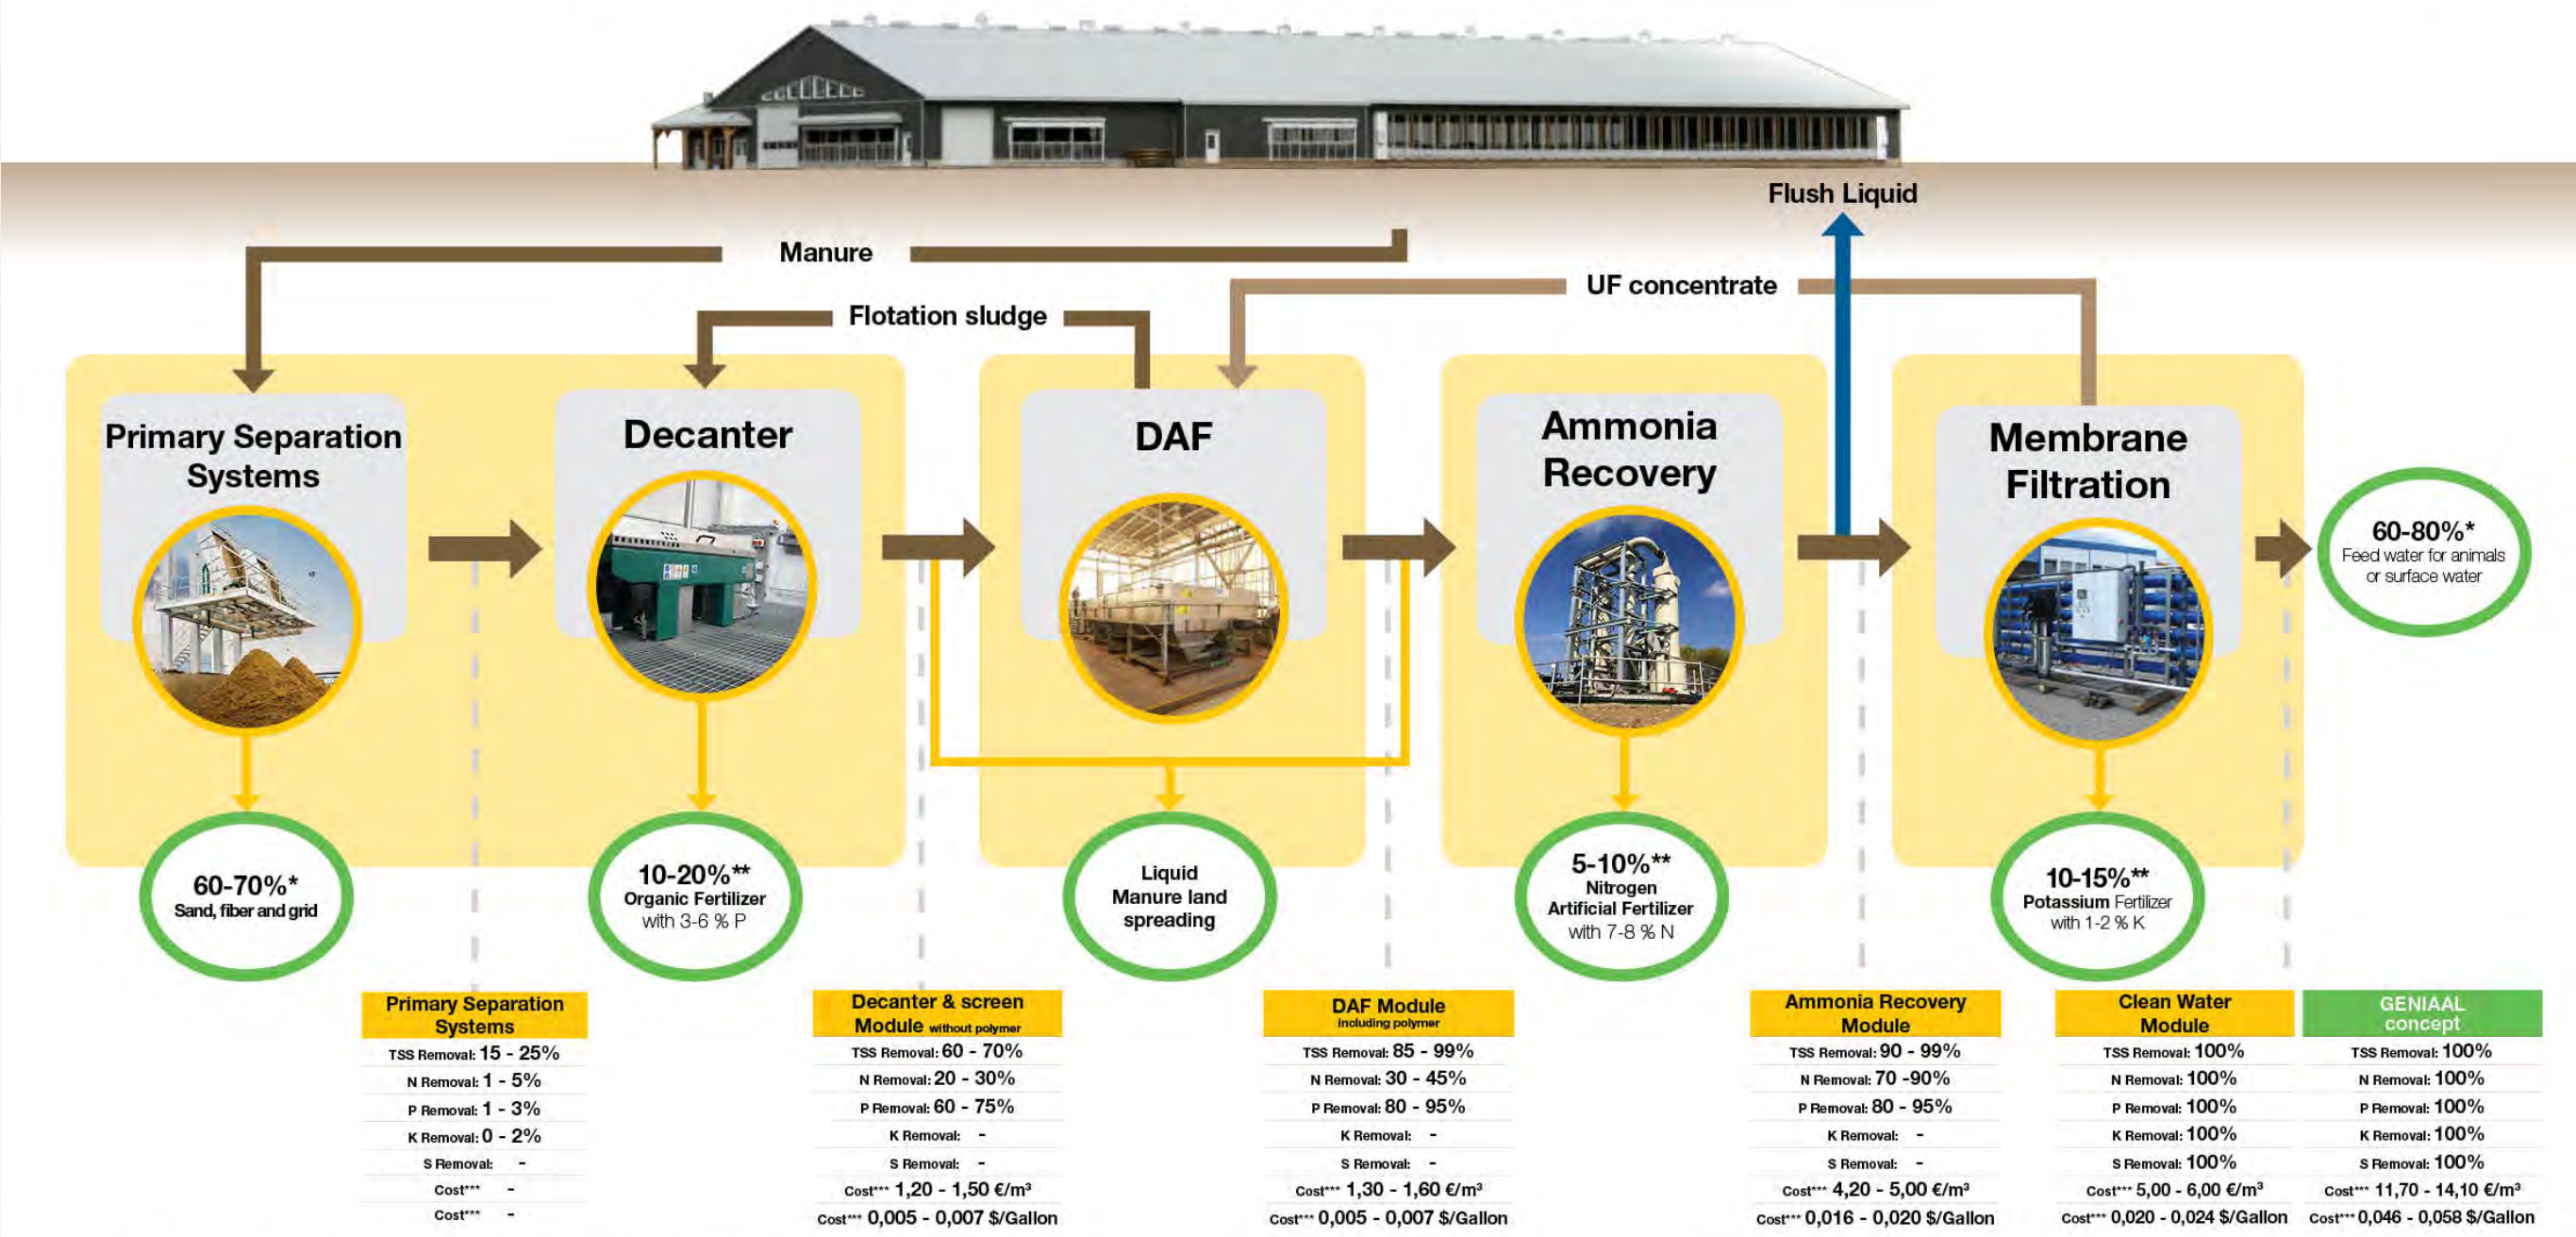 Flush Liquid
Manure
UF concentrate
Flotation sludge
Primary Separation
Systems
Decanter
DAF
Ammonia
Recovery
Membrane
Filtration
60-80%*
Feed water for animals
or surface water
60-70%*
Sand, fiber and grid
10-20%**
Organic Fertilizer
with 3-6 % P
Liquid
Manure land
spreading
5-10%**
Nitrogen
Artificial Fertilizer
with 7-8 % N
10-15%**
Potassium Fertilizer
with 1-2 % K
Primary Separation
Systems
TSS Removal: 15 - 25%
N Removal: 1 - 5%
P Removal: 1 - 3%
K Removal: 0 - 2%
S Removal: -
Cost*** -
Cost*** -
Decanter & screen
Module without polymer
TSS Removal: 60 - 70%
N Removal: 20 - 30%
P Removal: 60 - 75%
K Removal: -
S Removal: -
Cost*** 1,20 - 1,50 €/m³
Cost*** 0,005 - 0,007 $/Gallon
DAF Module
Including polymer
TSS Removal: 85 - 99%
N Removal: 30 - 45%
P Removal: 80 - 95%
K Removal: -
S Removal: -
Cost*** 1,30 - 1,60 €/m³
Cost*** 0,005 - 0,007 $/Gallon
Ammonia Recovery
Module
TSS Removal: 90 - 99%
N Removal: 70 -90%
P Removal: 80 - 95%
K Removal: -
S Removal: -
Cost*** 4,20 - 5,00 €/m³
Cost*** 0,016 - 0,020 $/Gallon
Clean Water
Module
TSS Removal: 100%
N Removal: 100%
P Removal: 100%
K Removal: 100%
S Removal: 100%
Cost*** 5,00 - 6,00 €/m³
Cost*** 0,020 - 0,024 $/Gallon
GENIAAL
concept
TSS Removal: 100%
N Removal: 100%
P Removal: 100%
K Removal: 100%
S Removal: 100%
Cost*** 11,70 - 14,10 €/m³
Cost*** 0,046 - 0,058 $/Gallon